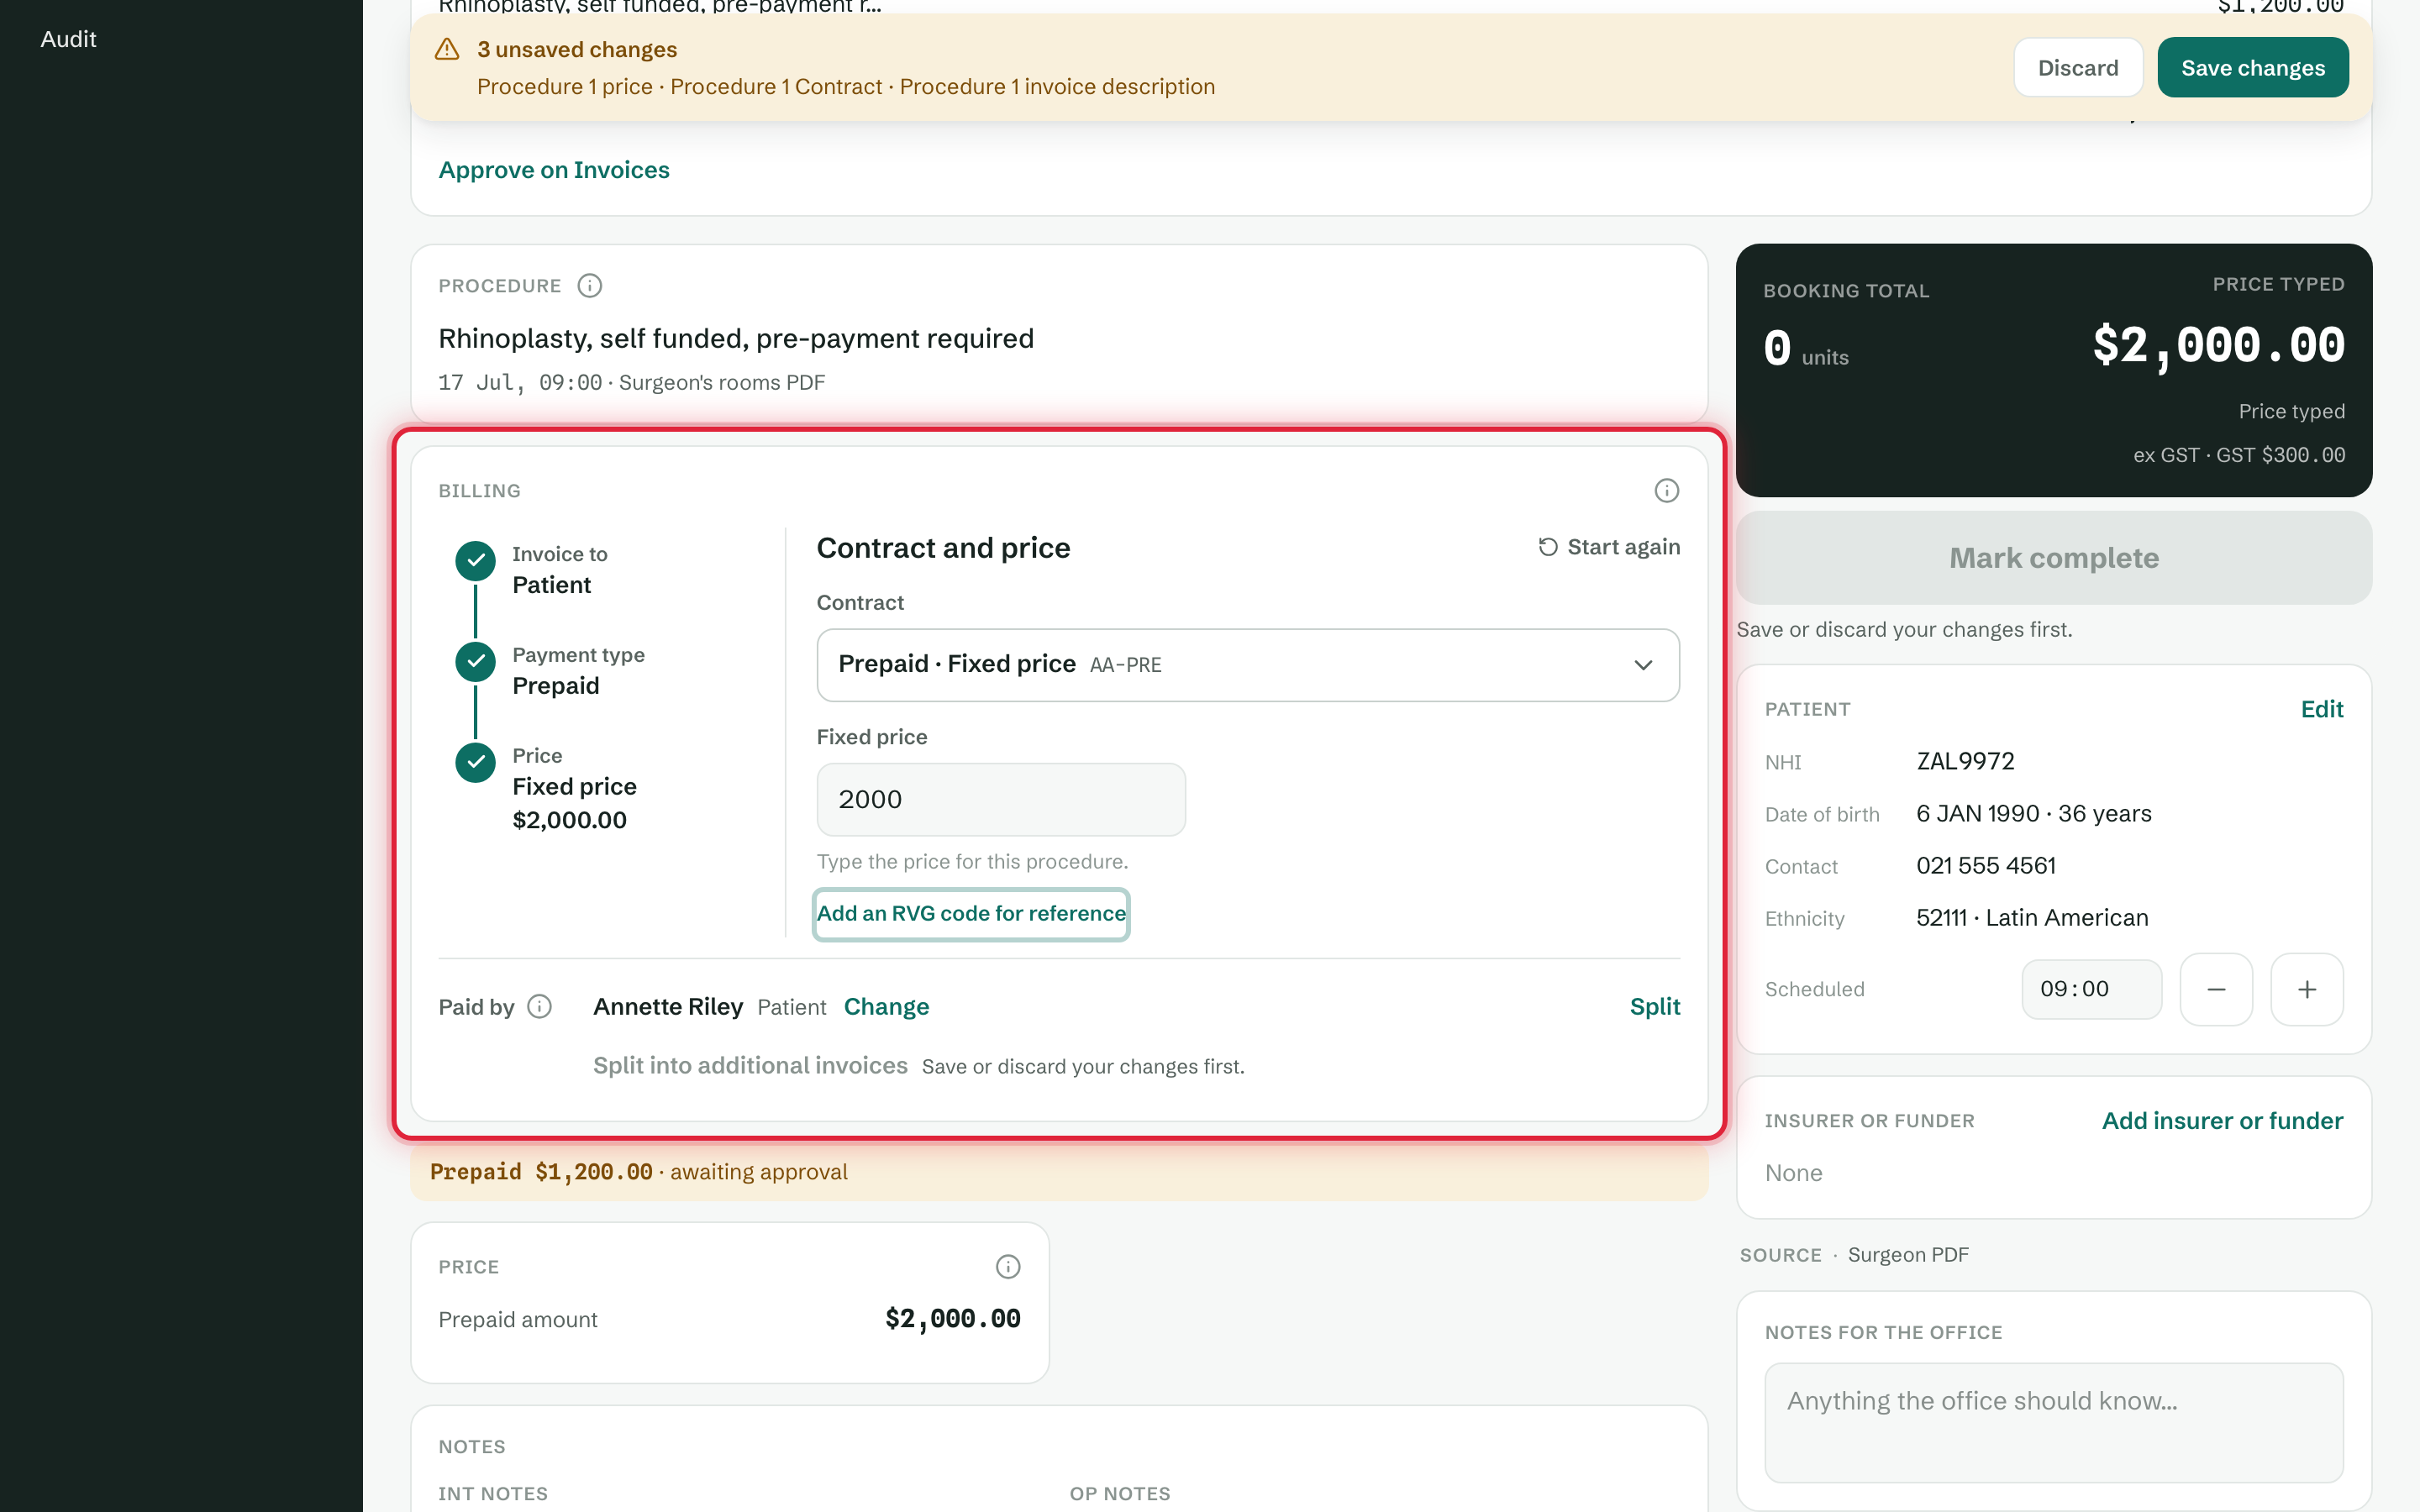 Audit
Rhinoplasty, self funded, pre-payment r... $1,200.00
3 unsaved changes
Procedure 1 price · Procedure 1 Contract · Procedure 1 invoice description
Discard
Save changes
Approve on Invoices
PROCEDURE
Rhinoplasty, self funded, pre-payment required
17 Jul, 09:00 · Surgeon's rooms PDF
BILLING
Invoice to
Patient
Payment type
Prepaid
Price
Fixed price
$2,000.00
Contract and price
Start again
Contract
Prepaid · Fixed price AA-PRE
Fixed price
2000
Type the price for this procedure.
Add an RVG code for reference
Paid by Annette Riley Patient Change Split
Split into additional invoices Save or discard your changes first.
Prepaid $1,200.00 · awaiting approval
PRICE
Prepaid amount $2,000.00
NOTES
INT NOTES OP NOTES
BOOKING TOTAL PRICE TYPED
0 units $2,000.00
Price typed
ex GST · GST $300.00
Mark complete
Save or discard your changes first.
PATIENT Edit
NHI ZAL9972
Date of birth 6 JAN 1990 · 36 years
Contact 021 555 4561
Ethnicity 52111 · Latin American
Scheduled 09:00
INSURER OR FUNDER Add insurer or funder
None
SOURCE · Surgeon PDF
NOTES FOR THE OFFICE
Anything the office should know...